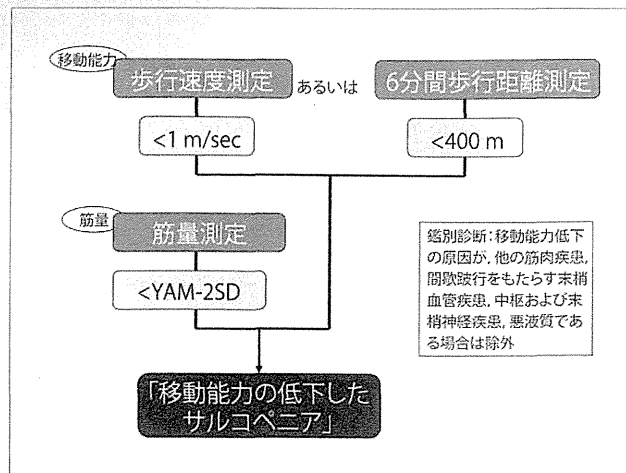 移動能力
歩行速度測定
あるいは
6分間歩行距離測定
<1 m/sec
<400 m
筋量
筋量測定
<YAM-2SD
鑑別診断:移動能力低下
の原因が,他の筋肉疾患,
間歇跛行をもたらす末梢
血管疾患,中枢および末
梢神経疾患,悪液質であ
る場合は除外
「移動能力の低下した
サルコペニア」